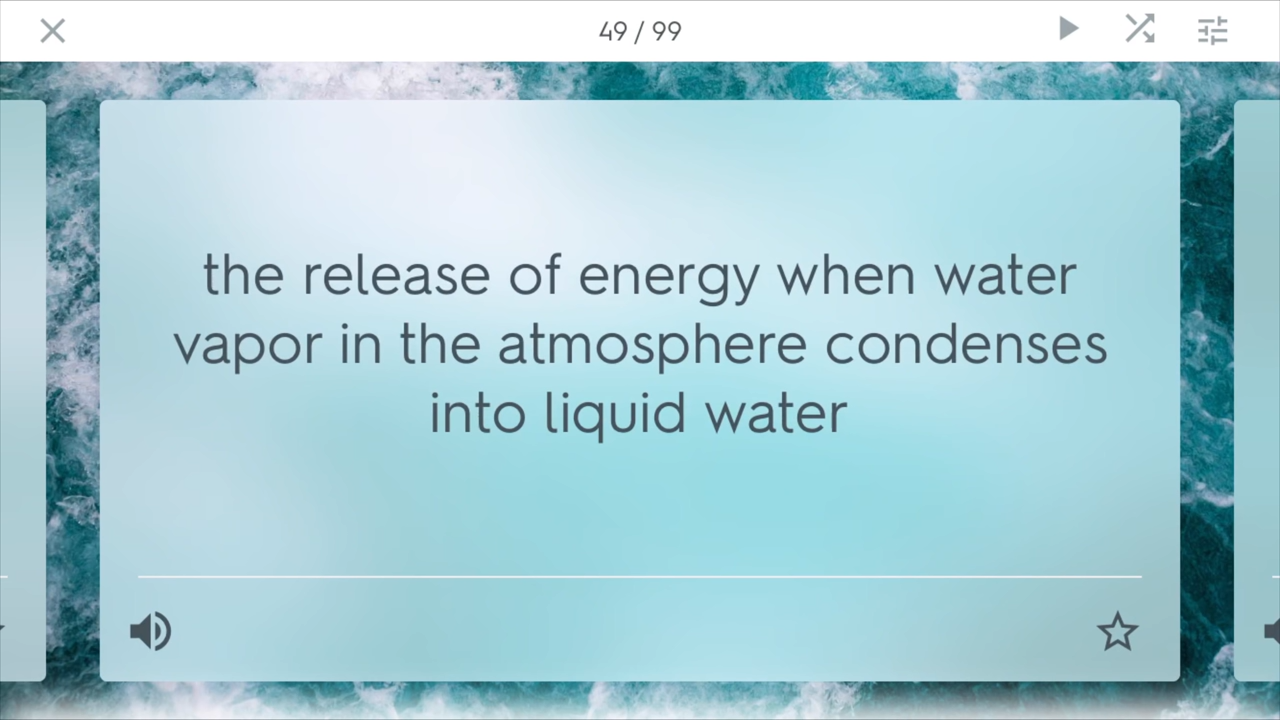 49 / 99
the release of energy when water
vapor in the atmosphere condenses
into liquid water